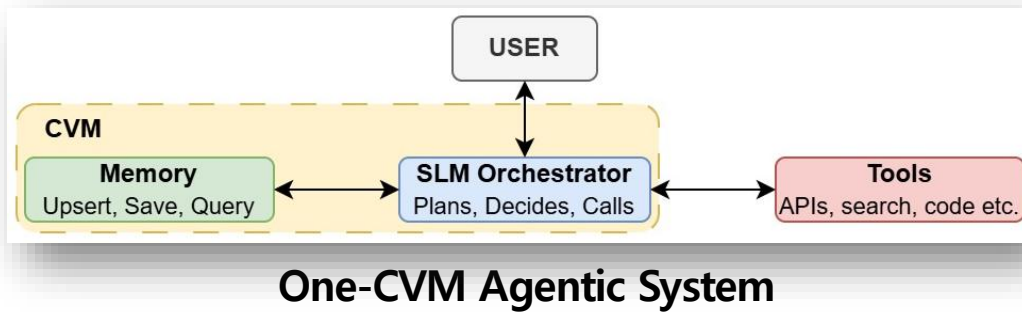 USER
CVM
Memory
Upsert, Save, Query
SLM Orchestrator
Plans, Decides, Calls
Tools
APIs, search, code etc.
One-CVM Agentic System